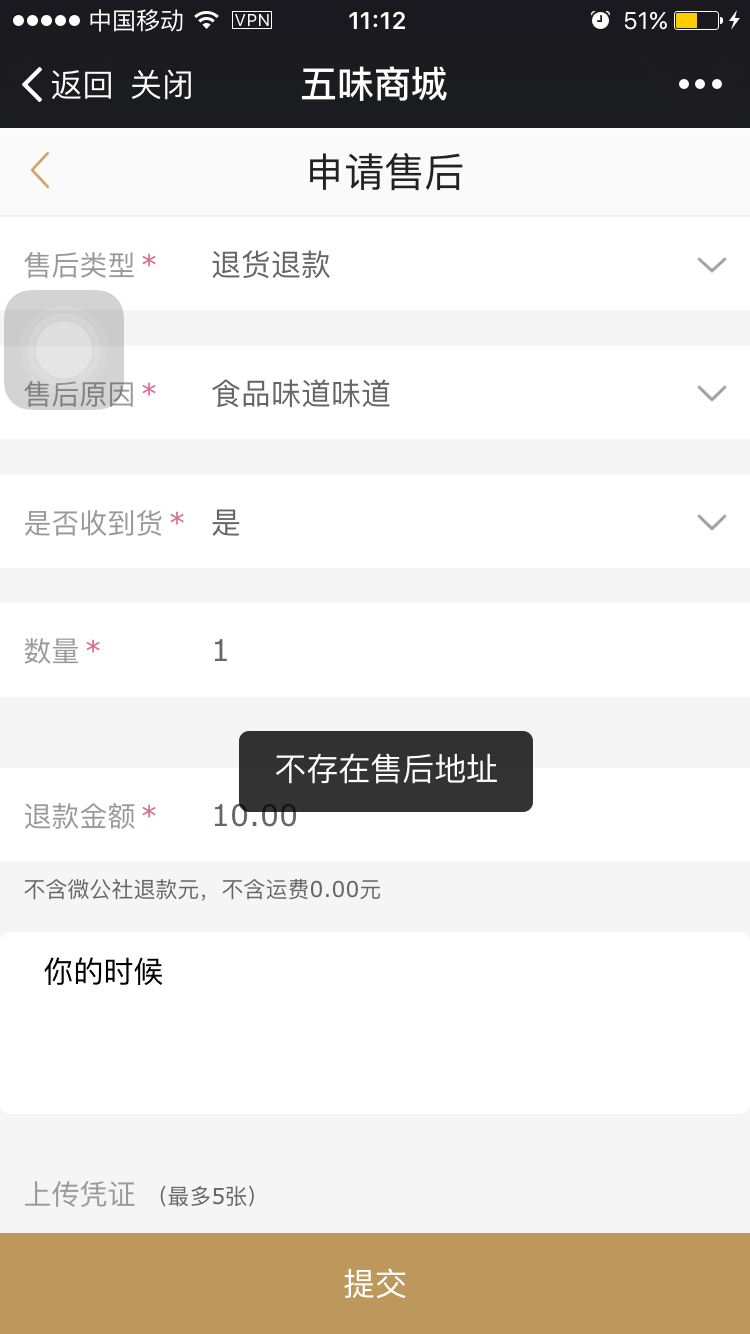 中国移动 VPN 11:12 51%
返回 关闭 五味商城
申请售后
售后类型* 退货退款
售后原因* 食品味道味道
是否收到货* 是
数量* 1
不存在售后地址
退款金额* 10.00
不含微公社退款元，不含运费0.00元
你的时候
上传凭证 （最多5张）
提交